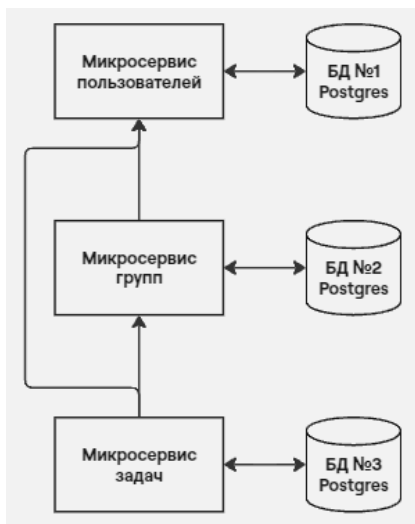 Микросервис
пользователей
БД №1
Postgres
Микросервис
групп
БД №2
Postgres
Микросервис
задач
БД №3
Postgres